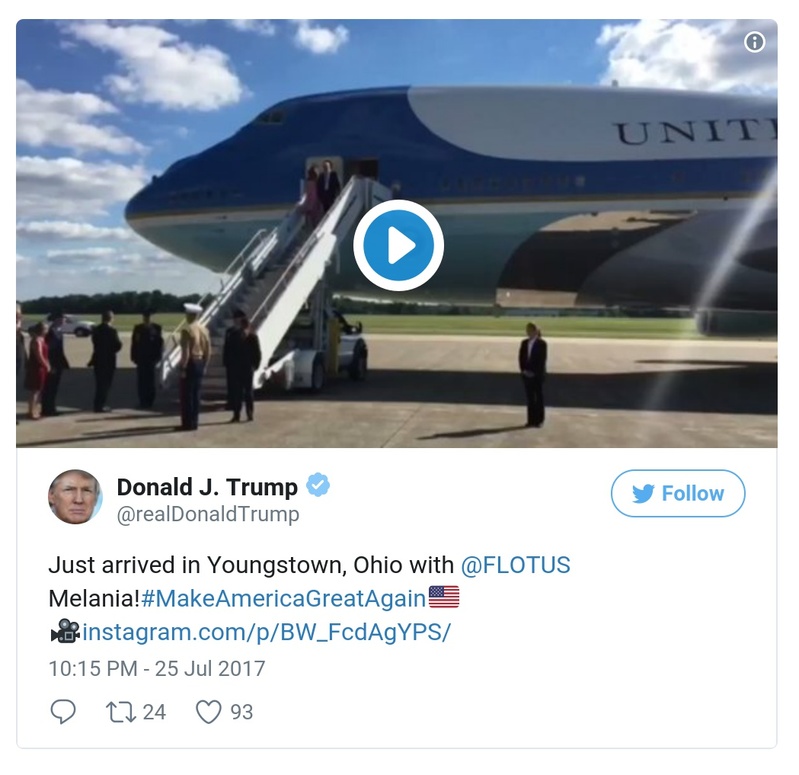 UNIT
Donald J. Trump
@realDonaldTrump
Follow
Just arrived in Youngstown, Ohio with @FLOTUS
Melania!#MakeAmericaGreatAgain🇺🇸
🎥instagram.com/p/BW_FcdAgYPS/
10:15 PM - 25 Jul 2017
24
93